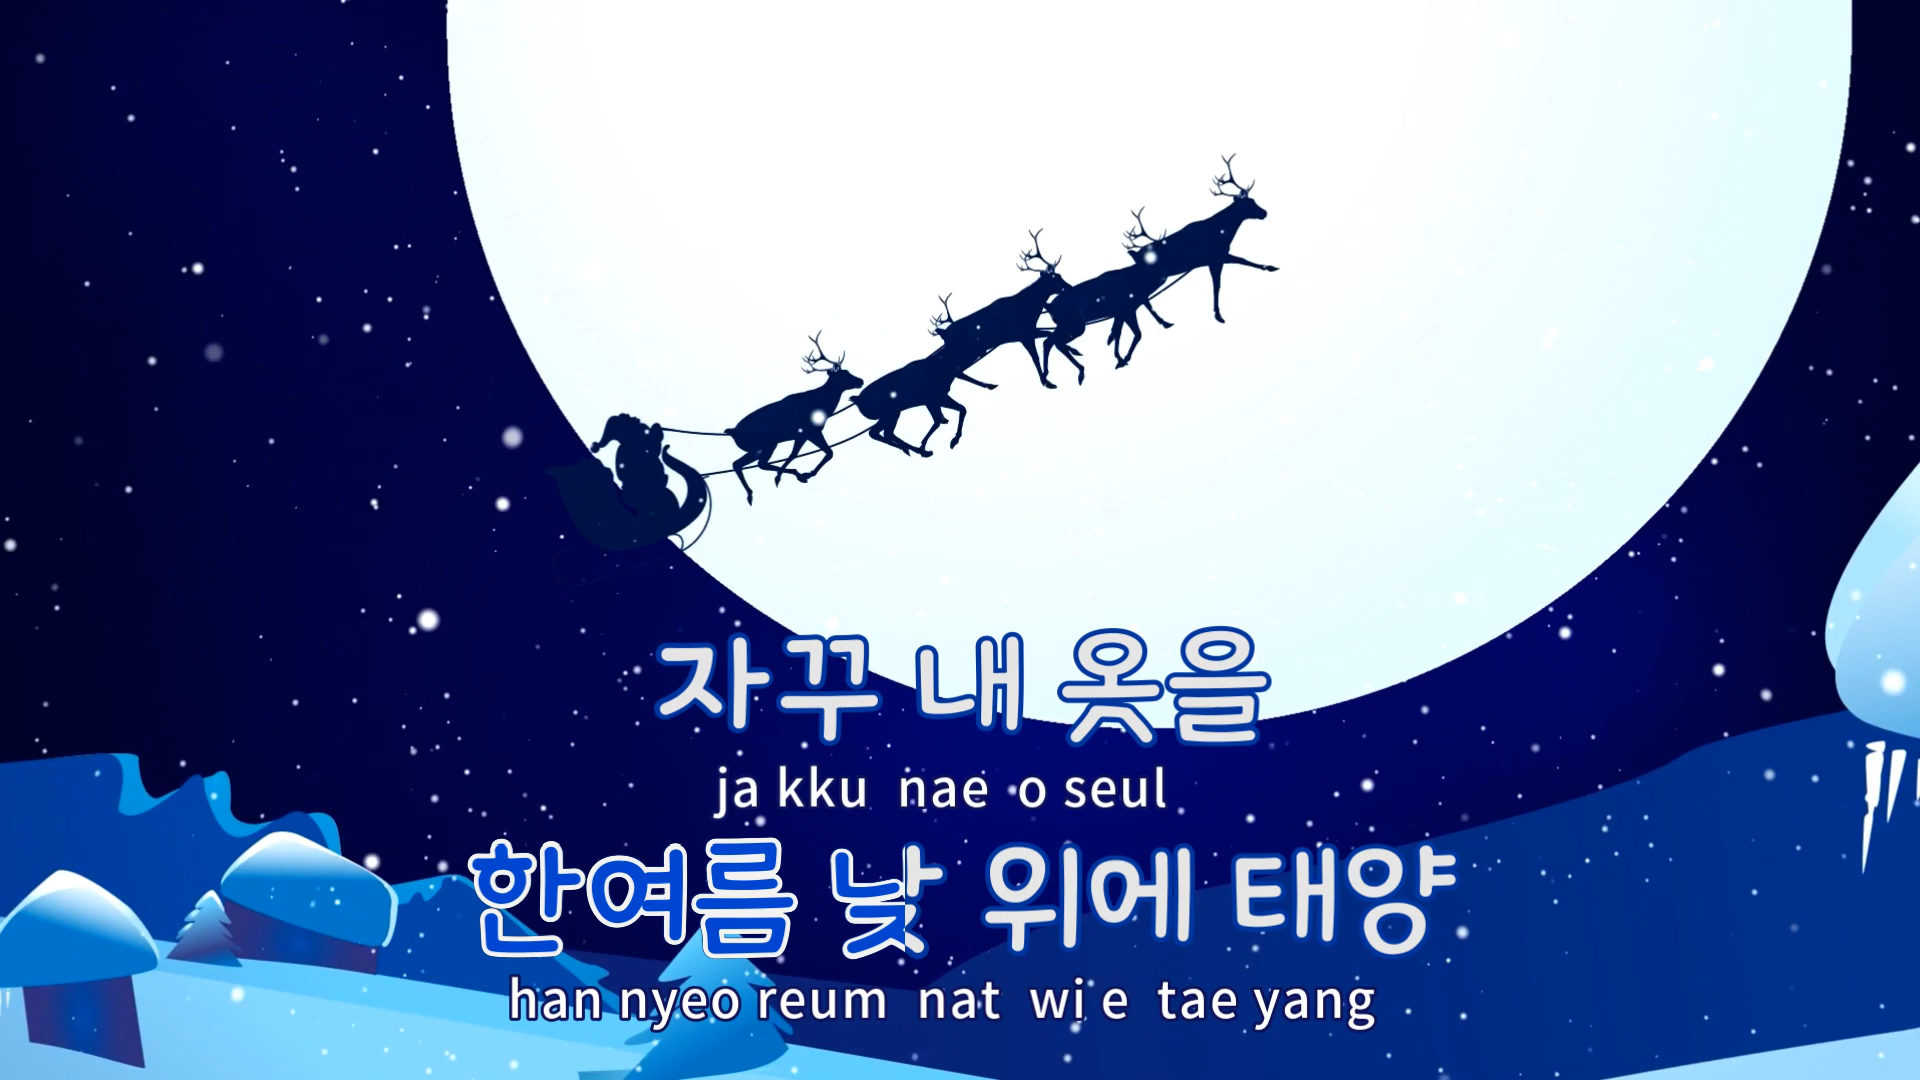 자꾸 내 옷을
ja kku nae o seul
한여름 낮 위에 태양
han nyeo reum nat wi e tae yang